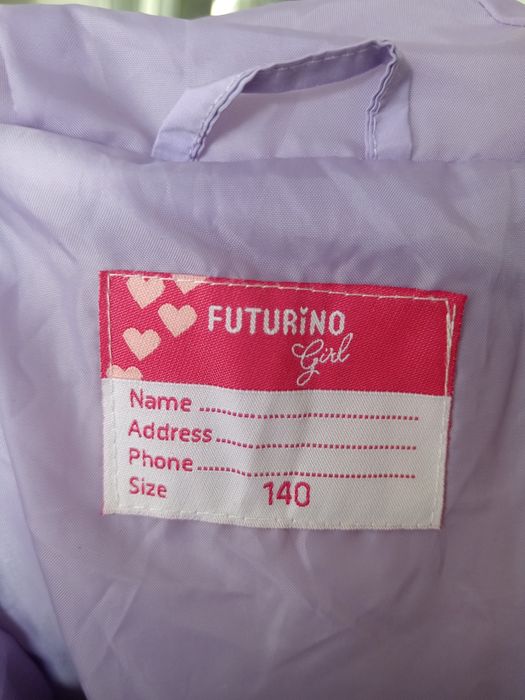 FUTURINO
Girl
Name ........................................
Address ....................................
Phone ........................................
Size 140